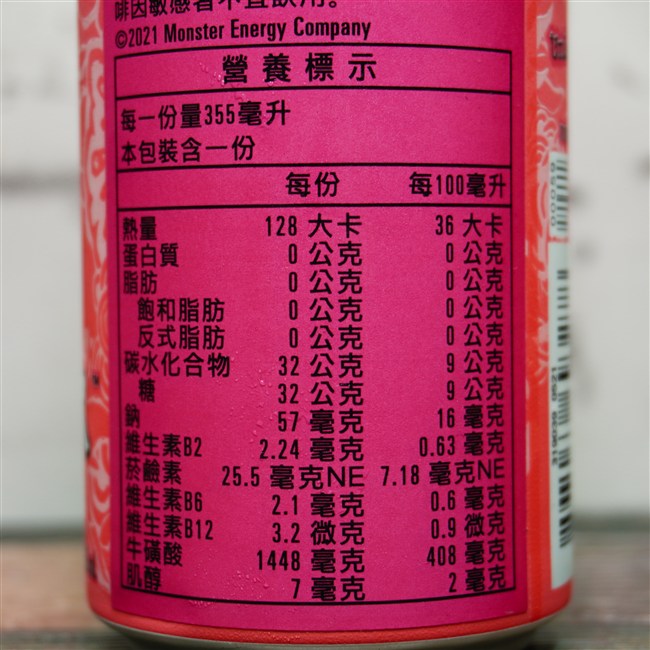 啡因敏感者不宜飲用。
©2021 Monster Energy Company
營養標示
每一份量355毫升
本包裝含一份
每份 每100毫升
熱量 128 大卡 36 大卡
蛋白質 0 公克 0 公克
脂肪 0 公克 0 公克
飽和脂肪 0 公克 0 公克
反式脂肪 0 公克 0 公克
碳水化合物 32 公克 9 公克
糖 32 公克 9 公克
鈉 57 毫克 16 毫克
維生素B2 2.24 毫克 0.63 毫克
菸鹼素 25.5 毫克NE 7.18 毫克NE
維生素B6 2.1 毫克 0.6 毫克
維生素B12 3.2 微克 0.9 微克
牛磺酸 1448 毫克 408 毫克
肌醇 7 毫克 2 毫克